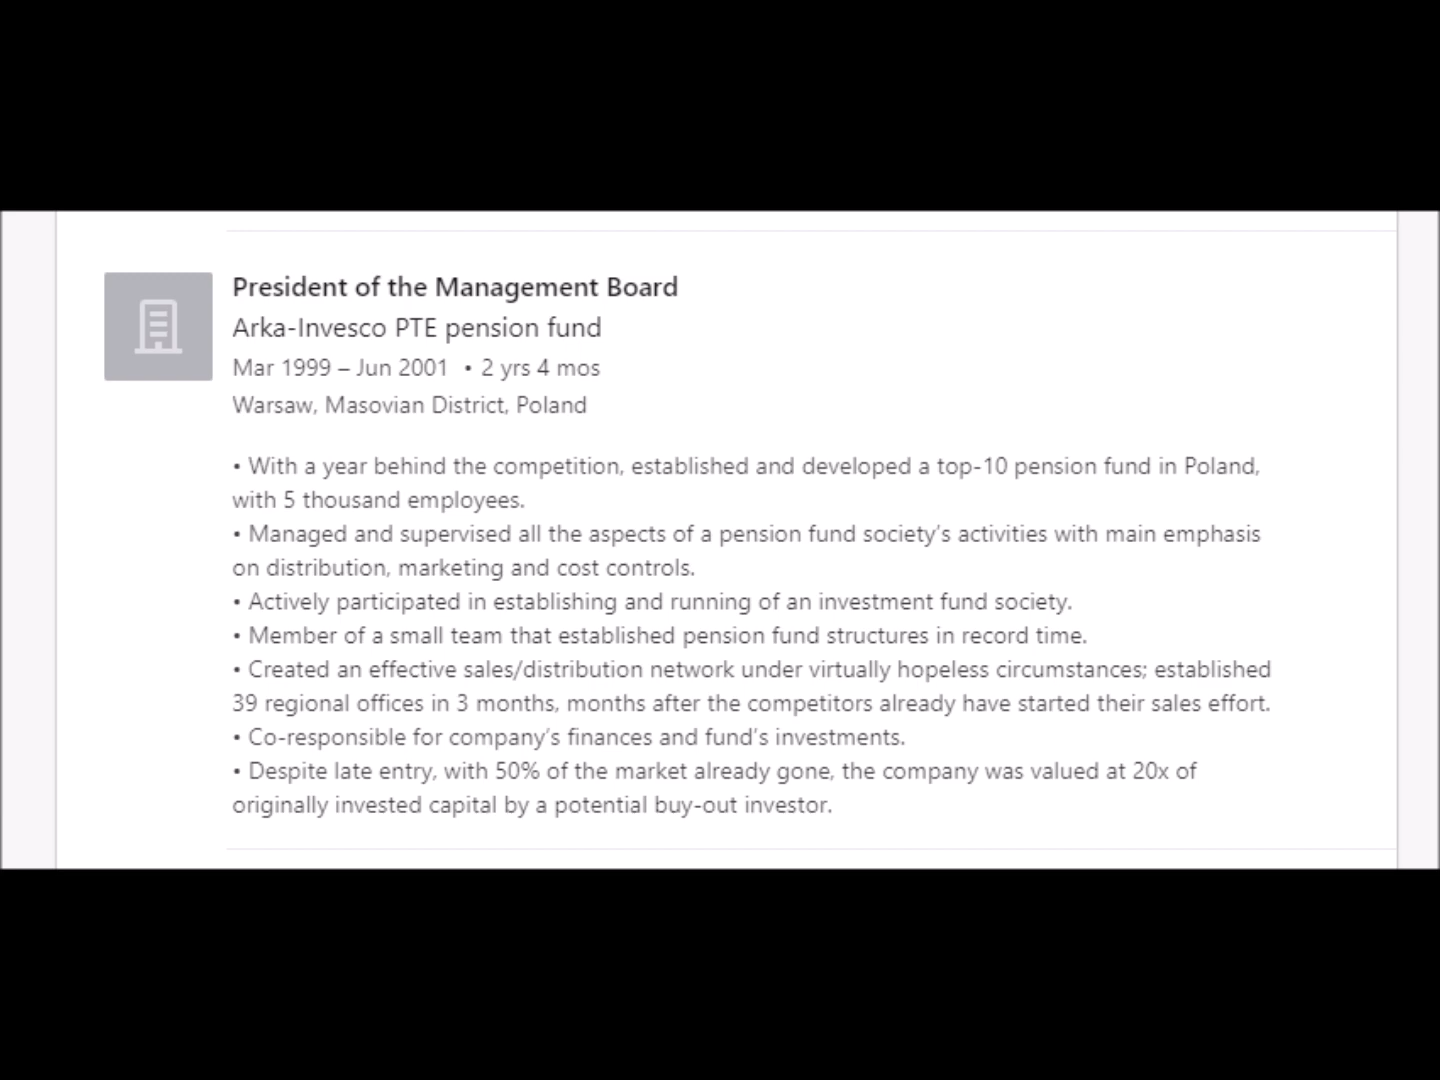 President of the Management Board
Arka-Invesco PTE pension fund
Mar 1999 – Jun 2001 • 2 yrs 4 mos
Warsaw, Masovian District, Poland
• With a year behind the competition, established and developed a top-10 pension fund in Poland,
with 5 thousand employees.
• Managed and supervised all the aspects of a pension fund society's activities with main emphasis
on distribution, marketing and cost controls.
• Actively participated in establishing and running of an investment fund society.
• Member of a small team that established pension fund structures in record time.
• Created an effective sales/distribution network under virtually hopeless circumstances; established
39 regional offices in 3 months, months after the competitors already have started their sales effort.
• Co-responsible for company's finances and fund's investments.
• Despite late entry, with 50% of the market already gone, the company was valued at 20x of
originally invested capital by a potential buy-out investor.